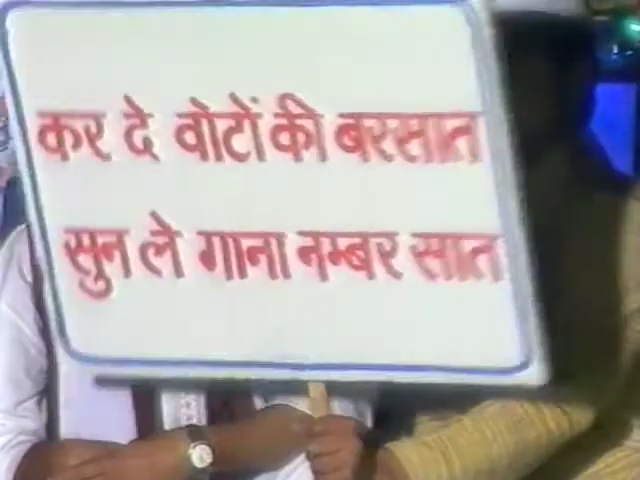 कर दे वोटों की बरसात
सुन ले गाना नम्बर सात